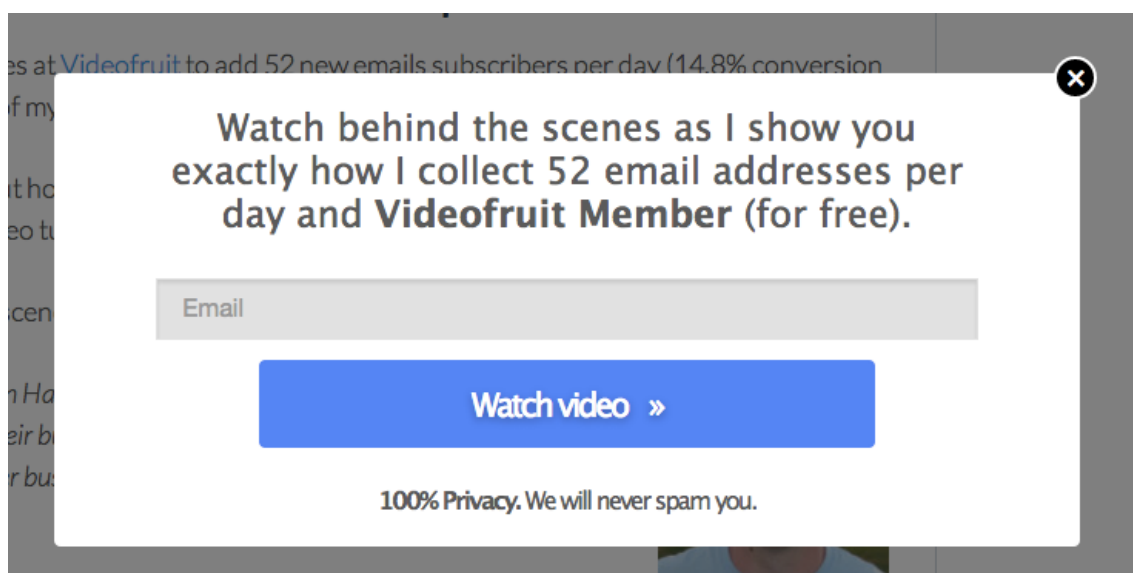 es at Videofruit to add 52 new emails subscribers per day (14.8% conversion
of my
Watch behind the scenes as I show you
exactly how I collect 52 email addresses per
day and Videofruit Member (for free).
Email
Watch video »
100% Privacy. We will never spam you.